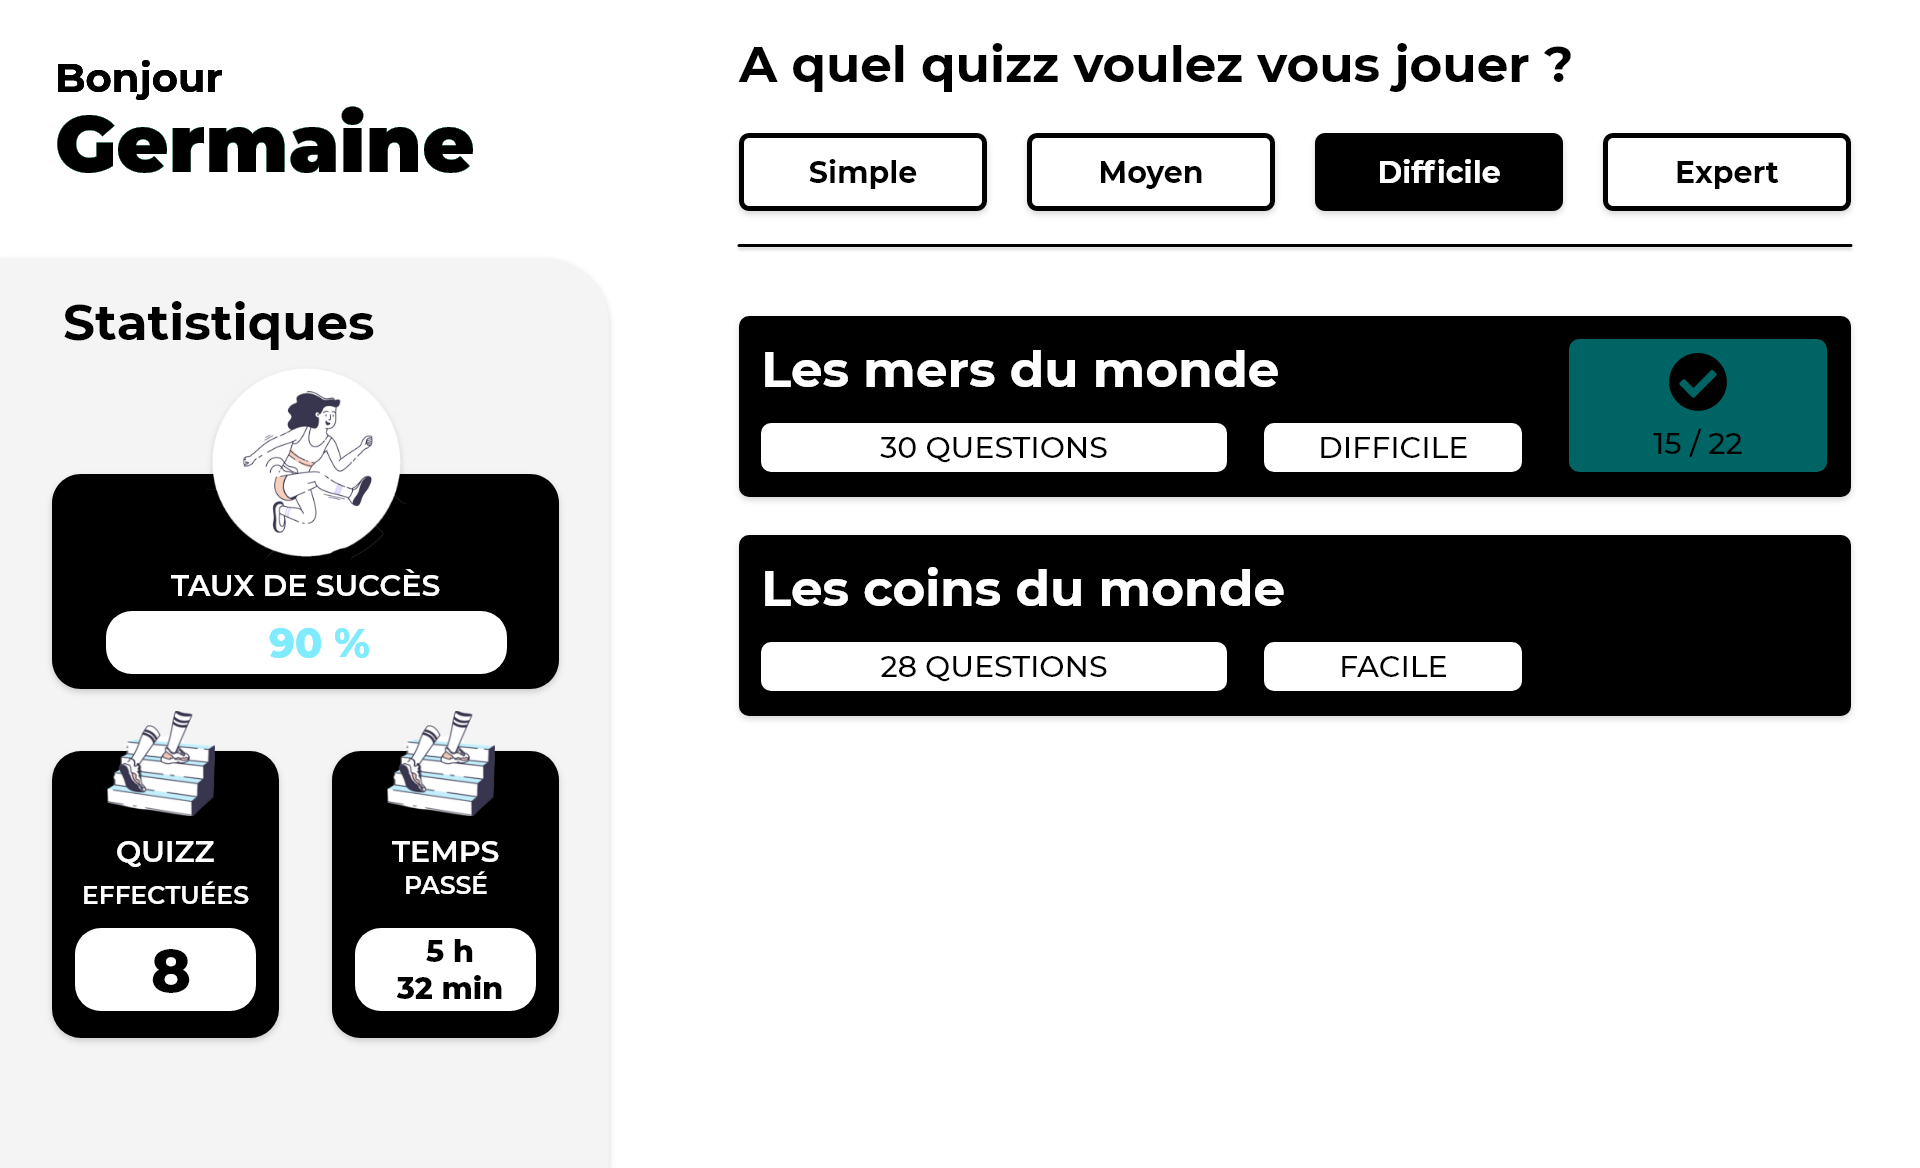 Bonjour
Germaine
Statistiques
TAUX DE SUCCÈS
90 %
QUIZZ
EFFECTUÉES
8
TEMPS
PASSÉ
5 h
32 min
A quel quizz voulez vous jouer ?
Simple
Moyen
Difficile
Expert
Les mers du monde
30 QUESTIONS
DIFFICILE
15 / 22
Les coins du monde
28 QUESTIONS
FACILE